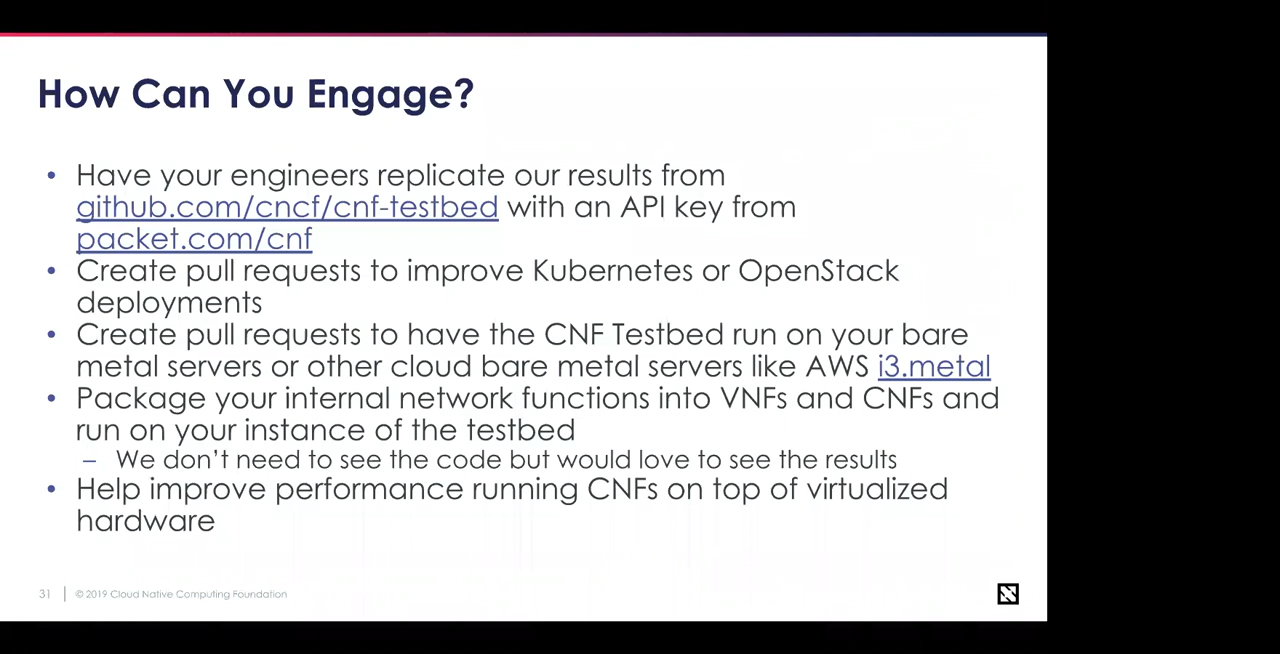 How Can You Engage?
• Have your engineers replicate our results from
github.com/cncf/cnf-testbed with an API key from
packet.com/cnf
• Create pull requests to improve Kubernetes or OpenStack
deployments
• Create pull requests to have the CNF Testbed run on your bare
metal servers or other cloud bare metal servers like AWS i3.metal
• Package your internal network functions into VNFs and CNFs and
run on your instance of the testbed
– We don’t need to see the code but would love to see the results
• Help improve performance running CNFs on top of virtualized
hardware
31 | © 2019 Cloud Native Computing Foundation